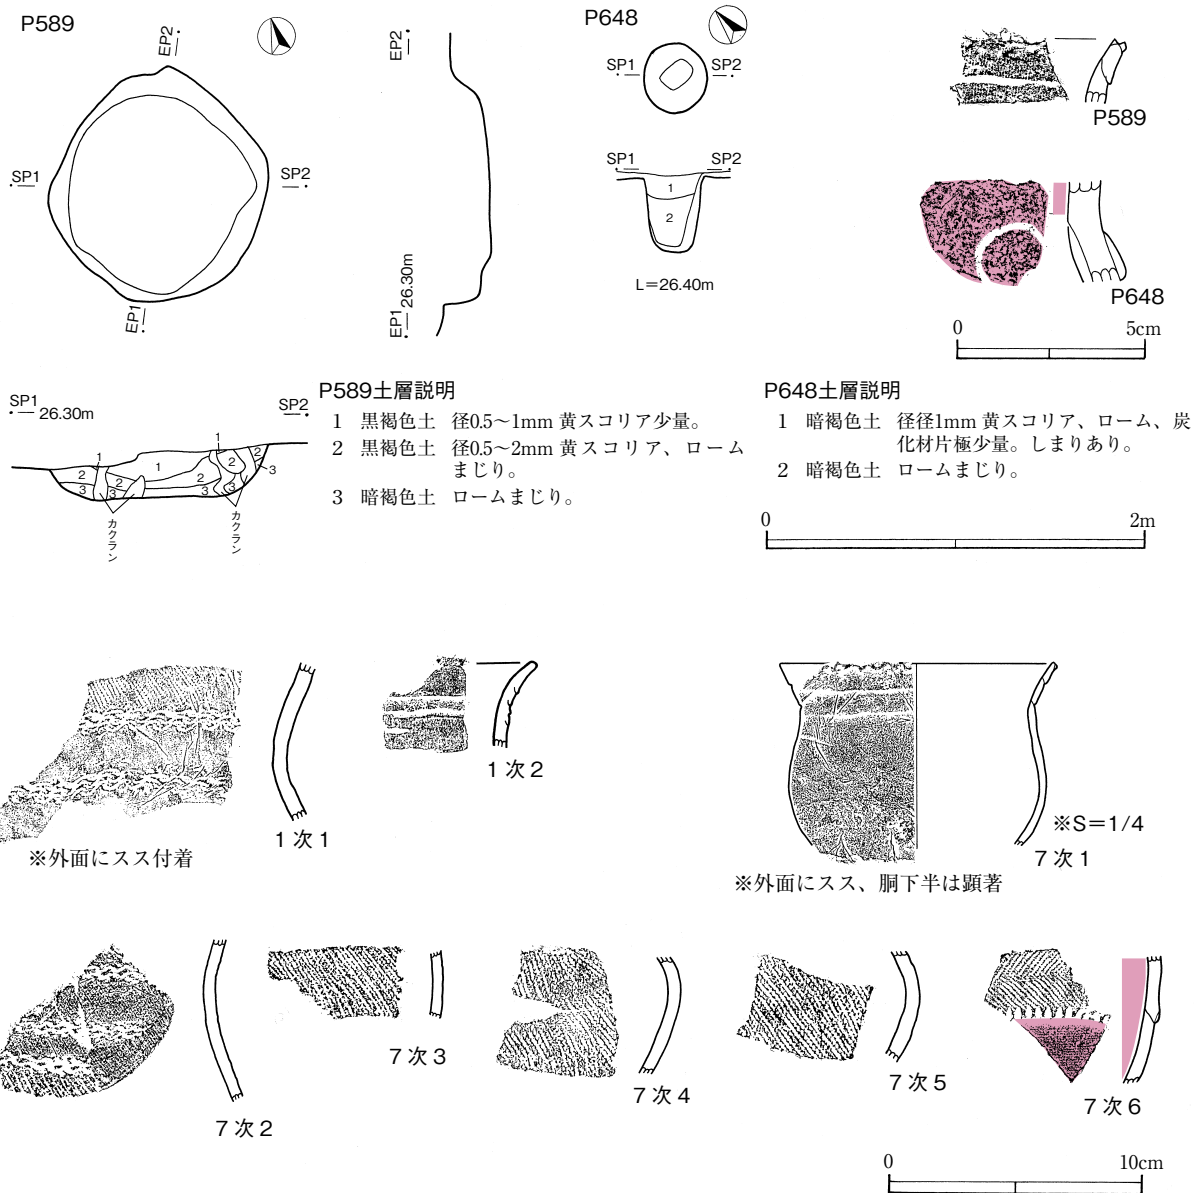 P589
EP2
SP1
SP2
EP1
EP2
EP1 26.30m
P648
SP1
SP2
SP1
SP2
1
2
L=26.40m
P589
P648
0
5cm
SP1 26.30m
SP2
1
1
1
2
2
2
2
2
3
3
3
3
3
カクラン
カクラン
P589土層説明
1 黒褐色土 径0.5〜1mm 黄スコリア少量。
2 黒褐色土 径0.5〜2mm 黄スコリア、ローム
まじり。
3 暗褐色土 ロームまじり。
P648土層説明
1 暗褐色土 径径1mm 黄スコリア、ローム、炭
化材片極少量。しまりあり。
2 暗褐色土 ロームまじり。
0
2m
1次1
※外面にスス付着
1次2
※S=1/4
7次1
※外面にスス、胴下半は顕著
7次2
7次3
7次4
7次5
7次6
0
10cm